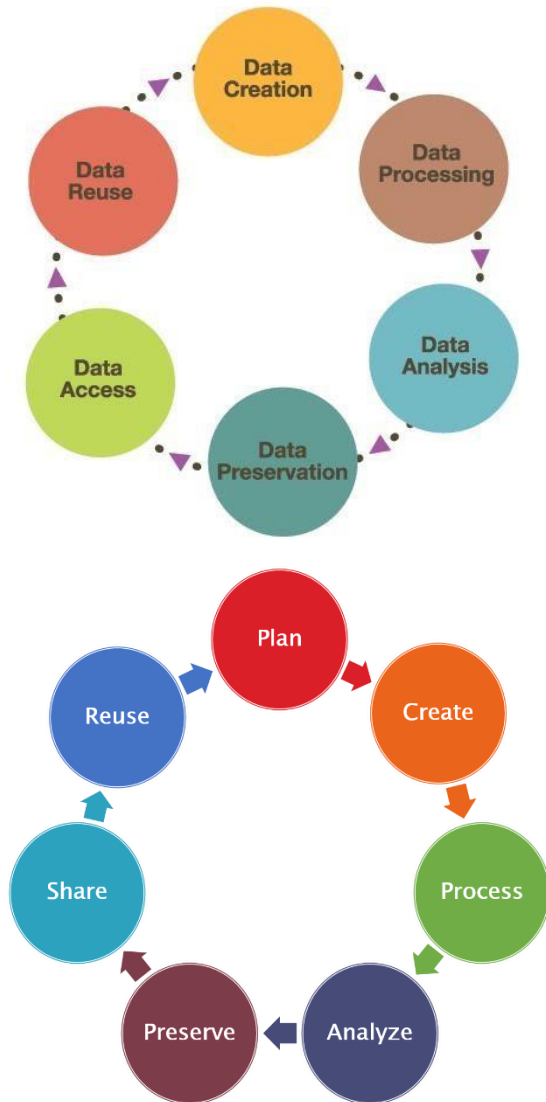 Data
Creation
Data
Processing
Data
Analysis
Data
Preservation
Data
Access
Data
Reuse
Plan
Create
Process
Analyze
Preserve
Share
Reuse